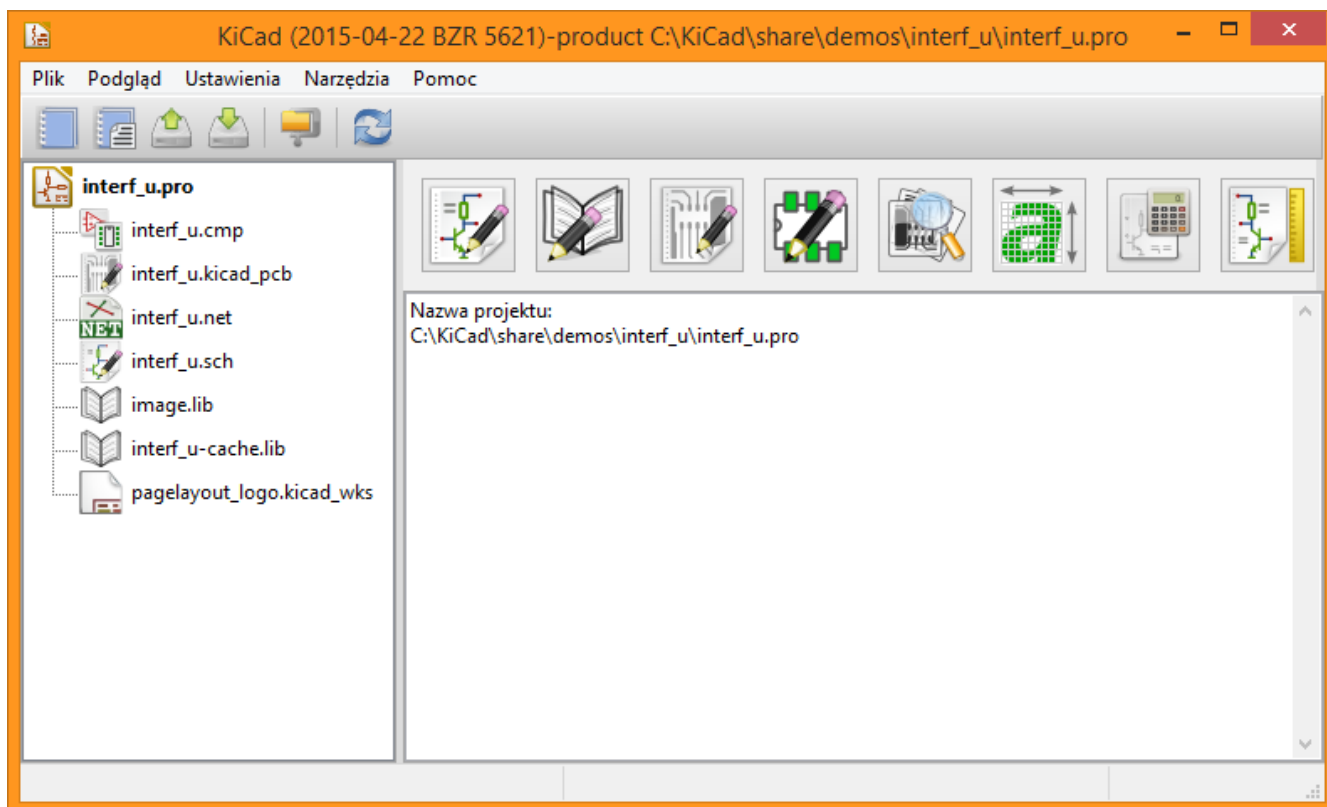 KiCad (2015-04-22 BZR 5621)-product C:\KiCad\share\demos\interf_u\interf_u.pro
Plik Podgląd Ustawienia Narzędzia Pomoc
interf_u.pro
interf_u.cmp
interf_u.kicad_pcb
NET
interf_u.net
interf_u.sch
image.lib
interf_u-cache.lib
pagelayout_logo.kicad_wks
a
Nazwa projektu:
C:\KiCad\share\demos\interf_u\interf_u.pro